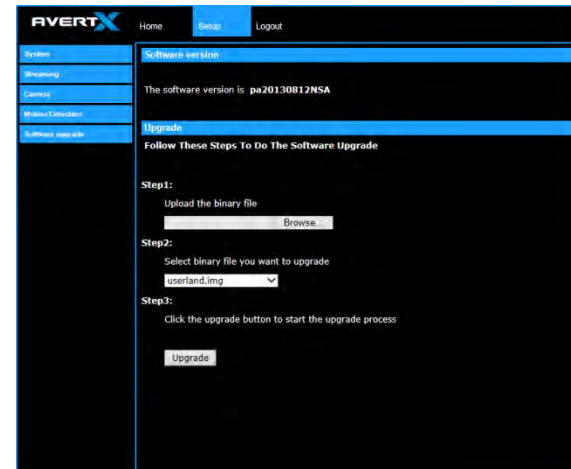 AVERTX
Home Setup Logout
System
Streaming
Camera
Motion Detection
Software upgrade
Software version
The software version is pa20130812NSA
Upgrade
Follow These Steps To Do The Software Upgrade
Step1:
Upload the binary file
Browse...
Step2:
Select binary file you want to upgrade
userland.img
Step3:
Click the upgrade button to start the upgrade process
Upgrade